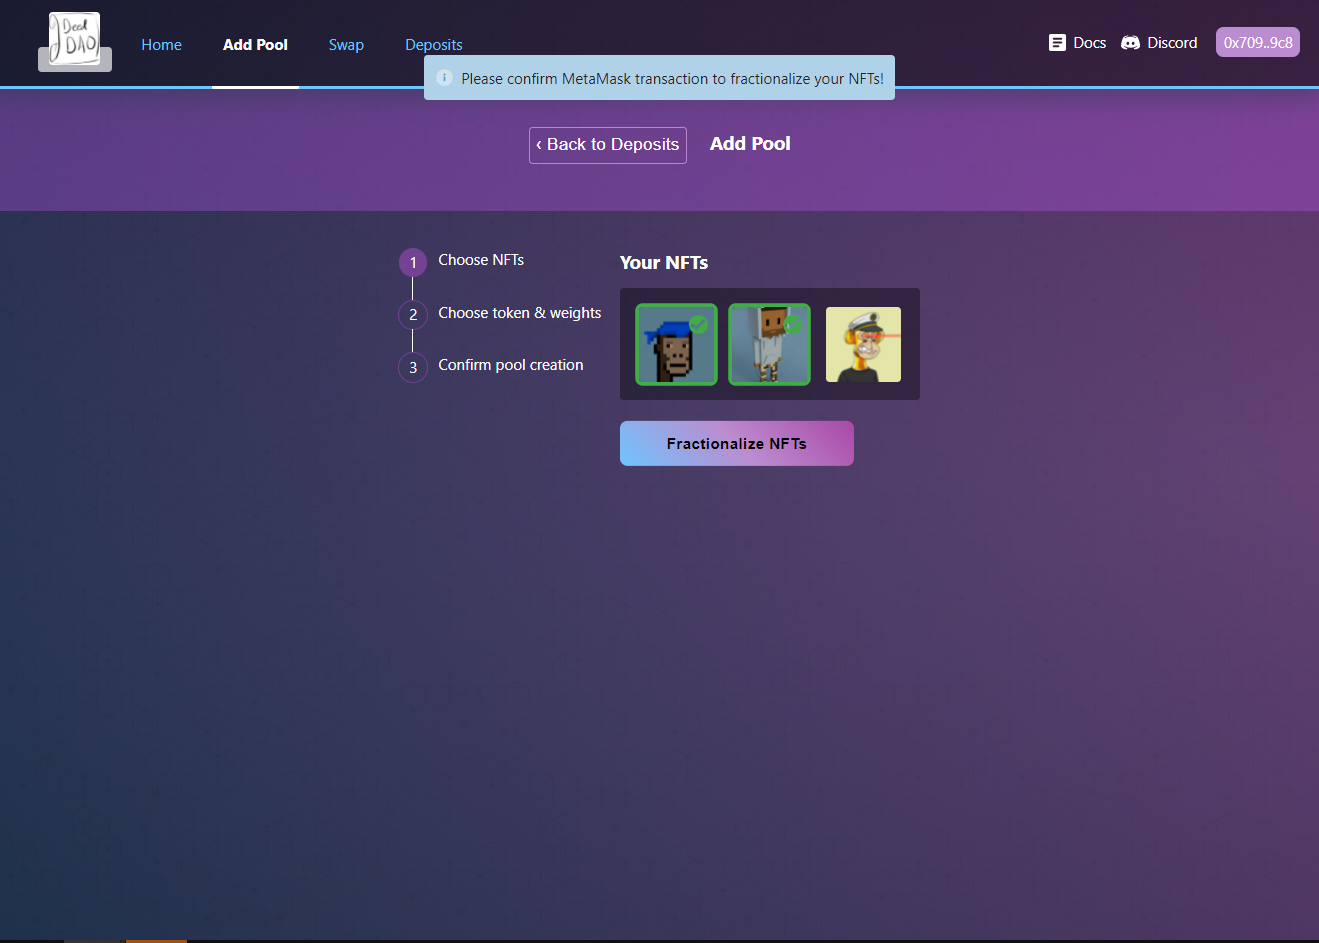 Deal
DAO
Home
Add Pool
Swap
Deposits
Docs
Discord
0x709..9c8
Please confirm MetaMask transaction to fractionalize your NFTs!
‹ Back to Deposits
Add Pool
1 Choose NFTs
2 Choose token & weights
3 Confirm pool creation
Your NFTs
Fractionalize NFTs